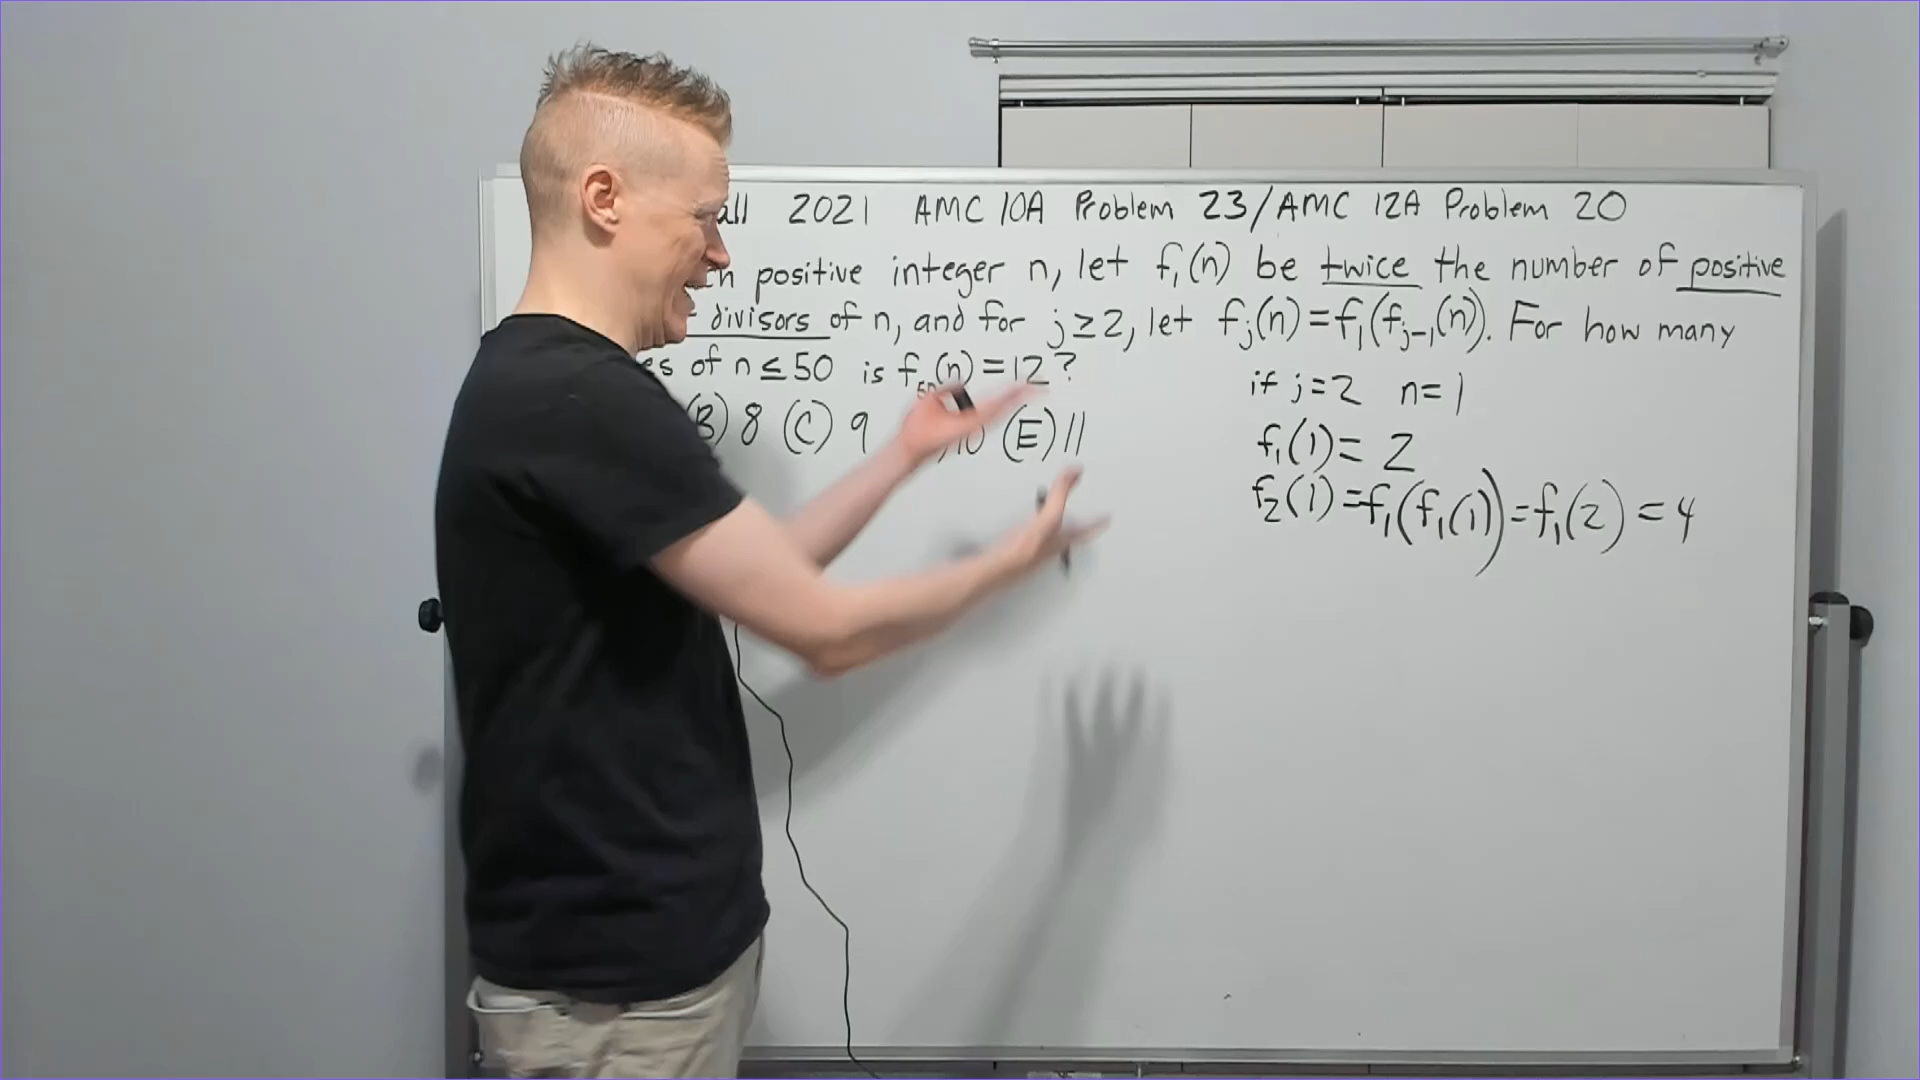 all 2021 AMC 10A Problem 23/AMC 12A Problem 20
positive integer n, let f₁(n) be twice the number of positive
divisors of n, and for j≥2, let fⱼ(n)=f₁(fⱼ₋₁(n)). For how many
es of n≤50 is f₅₀(n)=12?
(B) 8 (C) 9 10 (E) 11
if j=2 n=1
f₁(1)= 2
f₂(1)=f₁(f₁(1))=f₁(2)=4